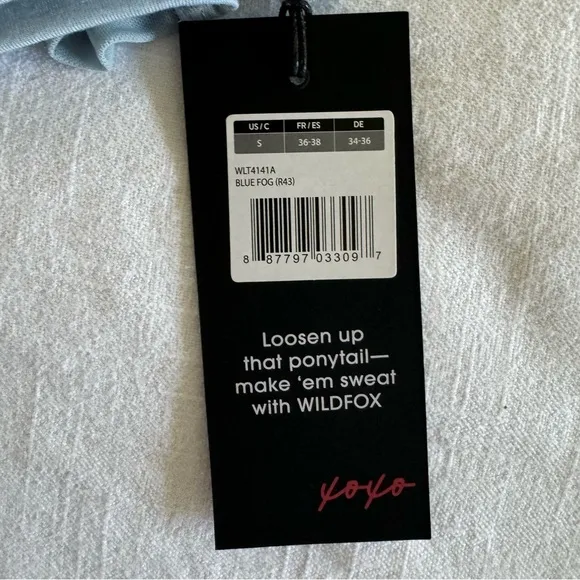 US / C FR / ES DE
S 36-38 34-36
WLT4141A
BLUE FOG (R43)
8 87797 03309 7
Loosen up
that ponytail—
make ‘em sweat
with WILDFOX
xoxo